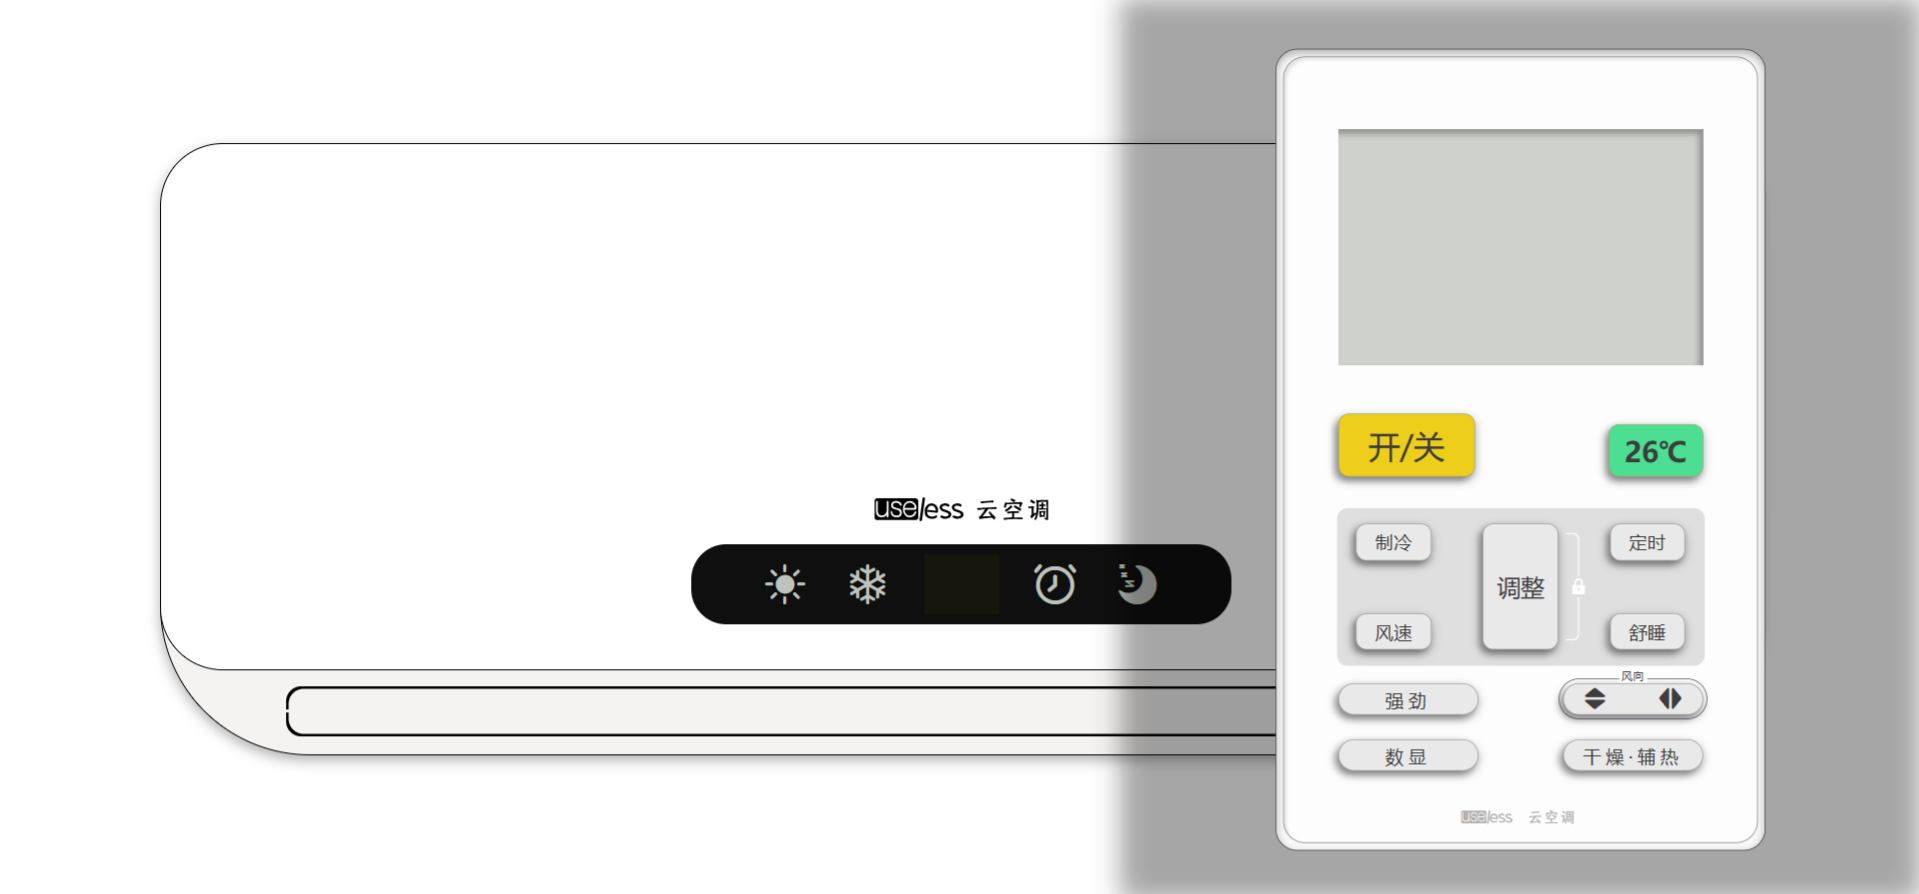 useless 云空调
开/关
26℃
制冷
调整
定时
风速
舒睡
风向
强劲
数显
干燥·辅热
useless 云空调